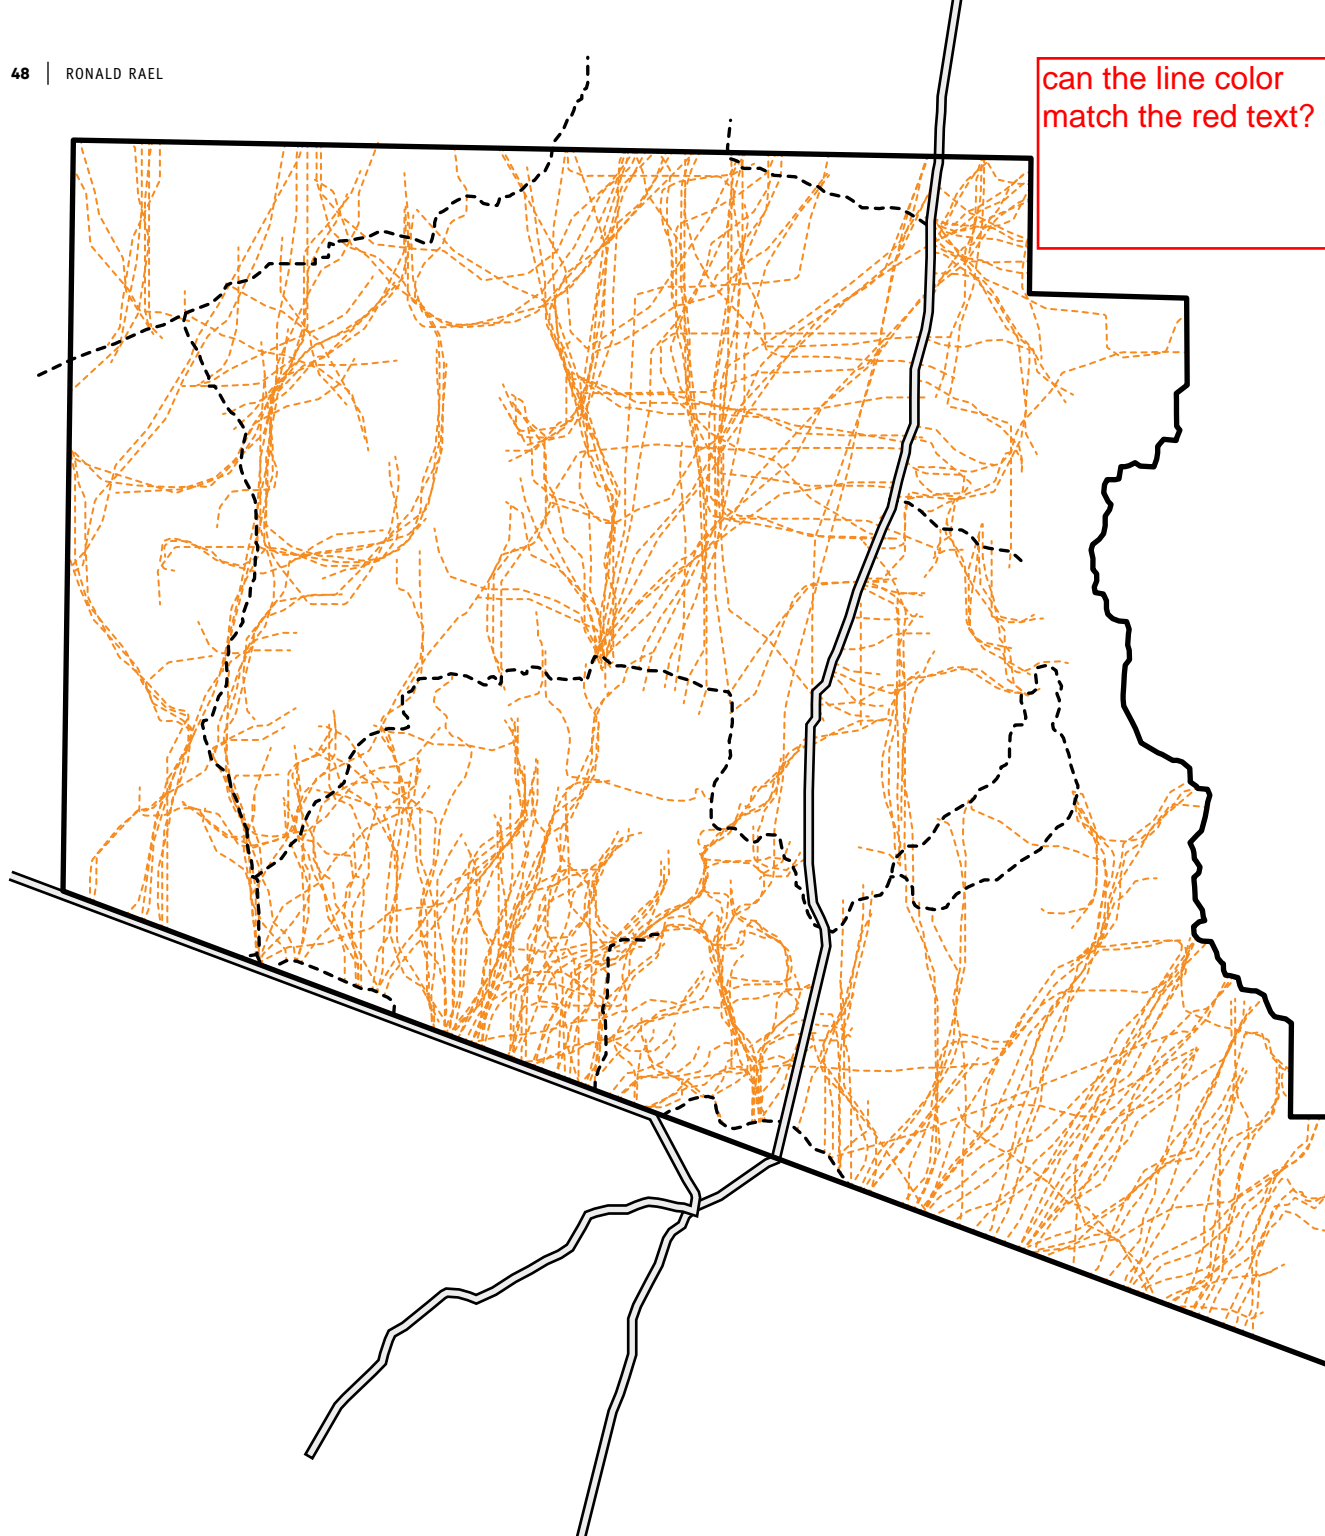 48 | RONALD RAEL
can the line color
match the red text?